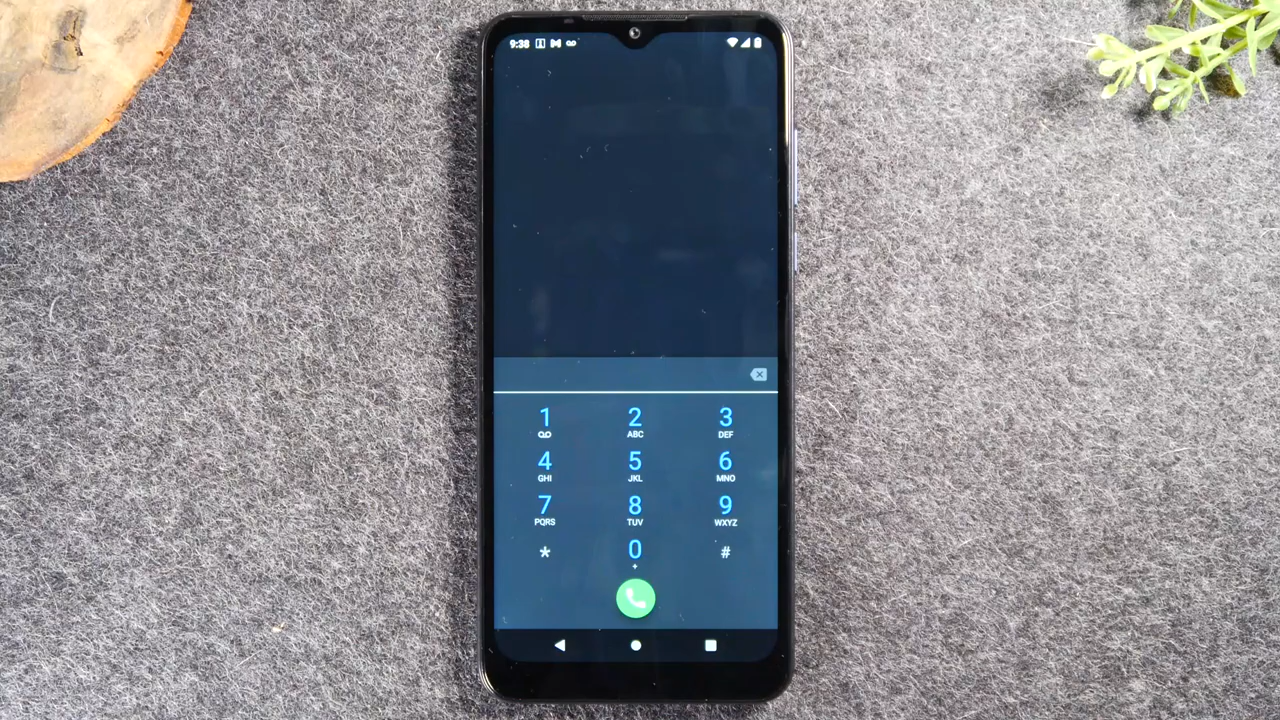 9:38
1 2 3
ABC DEF
4 5 6
GHI JKL MNO
7 8 9
PQRS TUV WXYZ
* 0 #
+